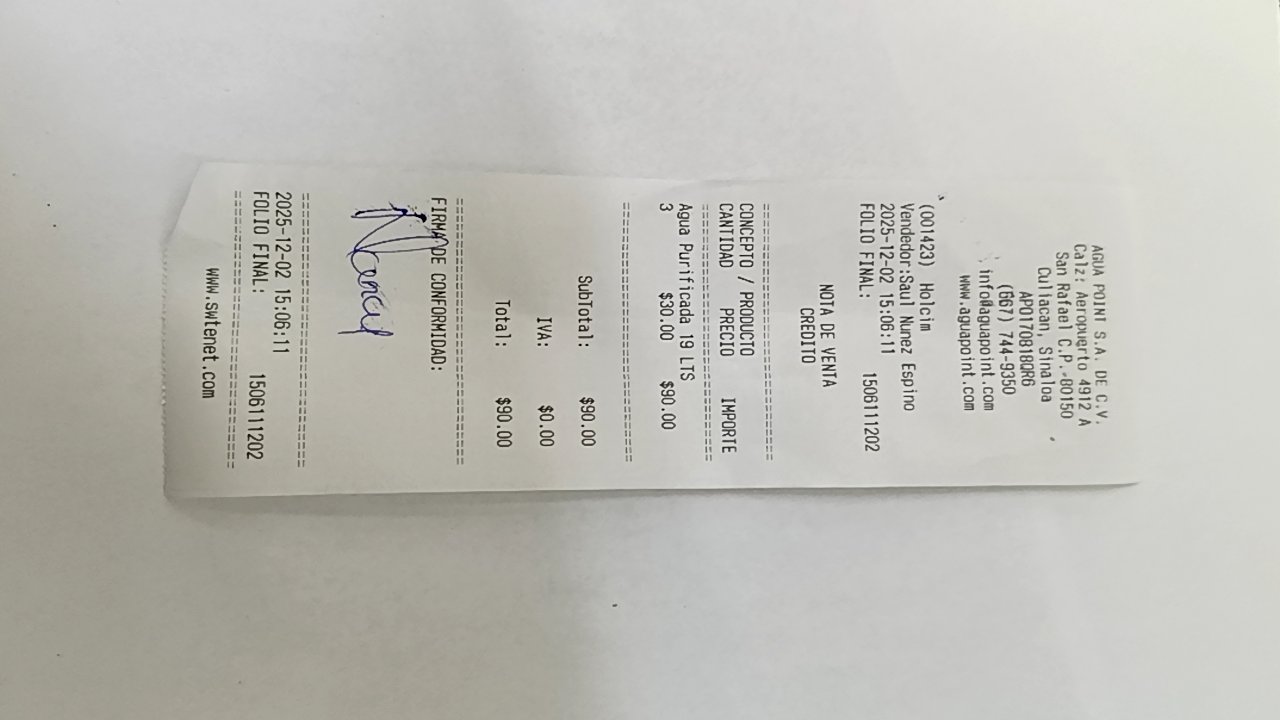 AGUA POINT S.A. DE C.V.
Calz: Aeropuerto 4912 A
San Rafael C.P.-80150
Culiacan, Sinaloa
APO170818QR6
(667) 744-9350
info@aguapoint.com
www.aguapoint.com
(001423) Holcim
Vendedor:Saul Nunez Espino
2025-12-02 15:06:11
FOLIO FINAL: 1506111202
NOTA DE VENTA
CREDITO
===========================
CONCEPTO / PRODUCTO
CANTIDAD PRECIO IMPORTE
===========================
Agua Purificada 19 LTS
3 $30.00 $90.00
===========================
SubTotal: $90.00
IVA: $0.00
Total: $90.00
===========================
FIRMA DE CONFORMIDAD:
===========================
2025-12-02 15:06:11
FOLIO FINAL: 1506111202
===========================
www.swtenet.com